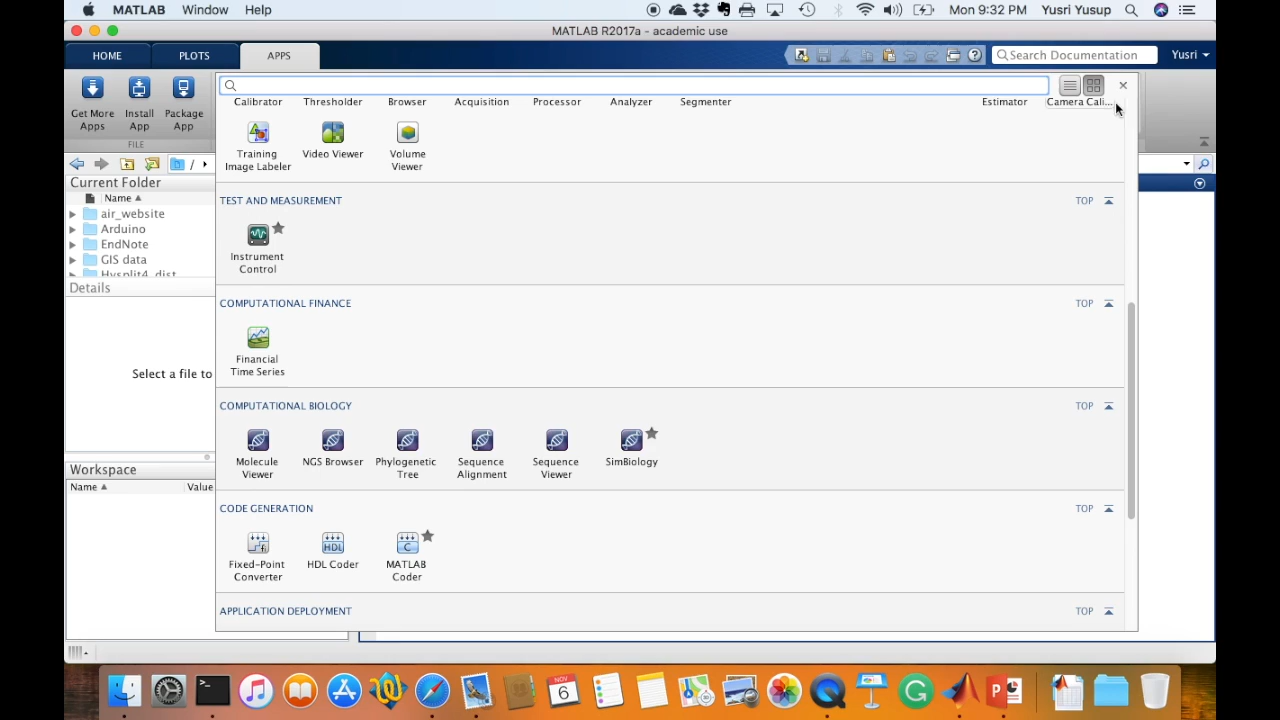 MATLAB Window Help Mon 9:32 PM Yusri Yusup
MATLAB R2017a - academic use
HOME PLOTS APPS Search Documentation Yusri
Get More Apps
Install App
Package App
FILE
Calibrator Thresholder Browser Acquisition Processor Analyzer Segmenter Estimator Camera Cali...
Training Image Labeler
Video Viewer
Volume Viewer
/
Current Folder
Name
air_website
Arduino
EndNote
GIS data
Hysplit4_dist
Details
Select a file to
Workspace
Name Value
TEST AND MEASUREMENT TOP
Instrument Control
COMPUTATIONAL FINANCE TOP
Financial Time Series
COMPUTATIONAL BIOLOGY TOP
Molecule Viewer
NGS Browser
Phylogenetic Tree
Sequence Alignment
Sequence Viewer
SimBiology
CODE GENERATION TOP
Fixed-Point Converter
HDL
HDL Coder
C
MATLAB Coder
APPLICATION DEPLOYMENT TOP
NOV
6